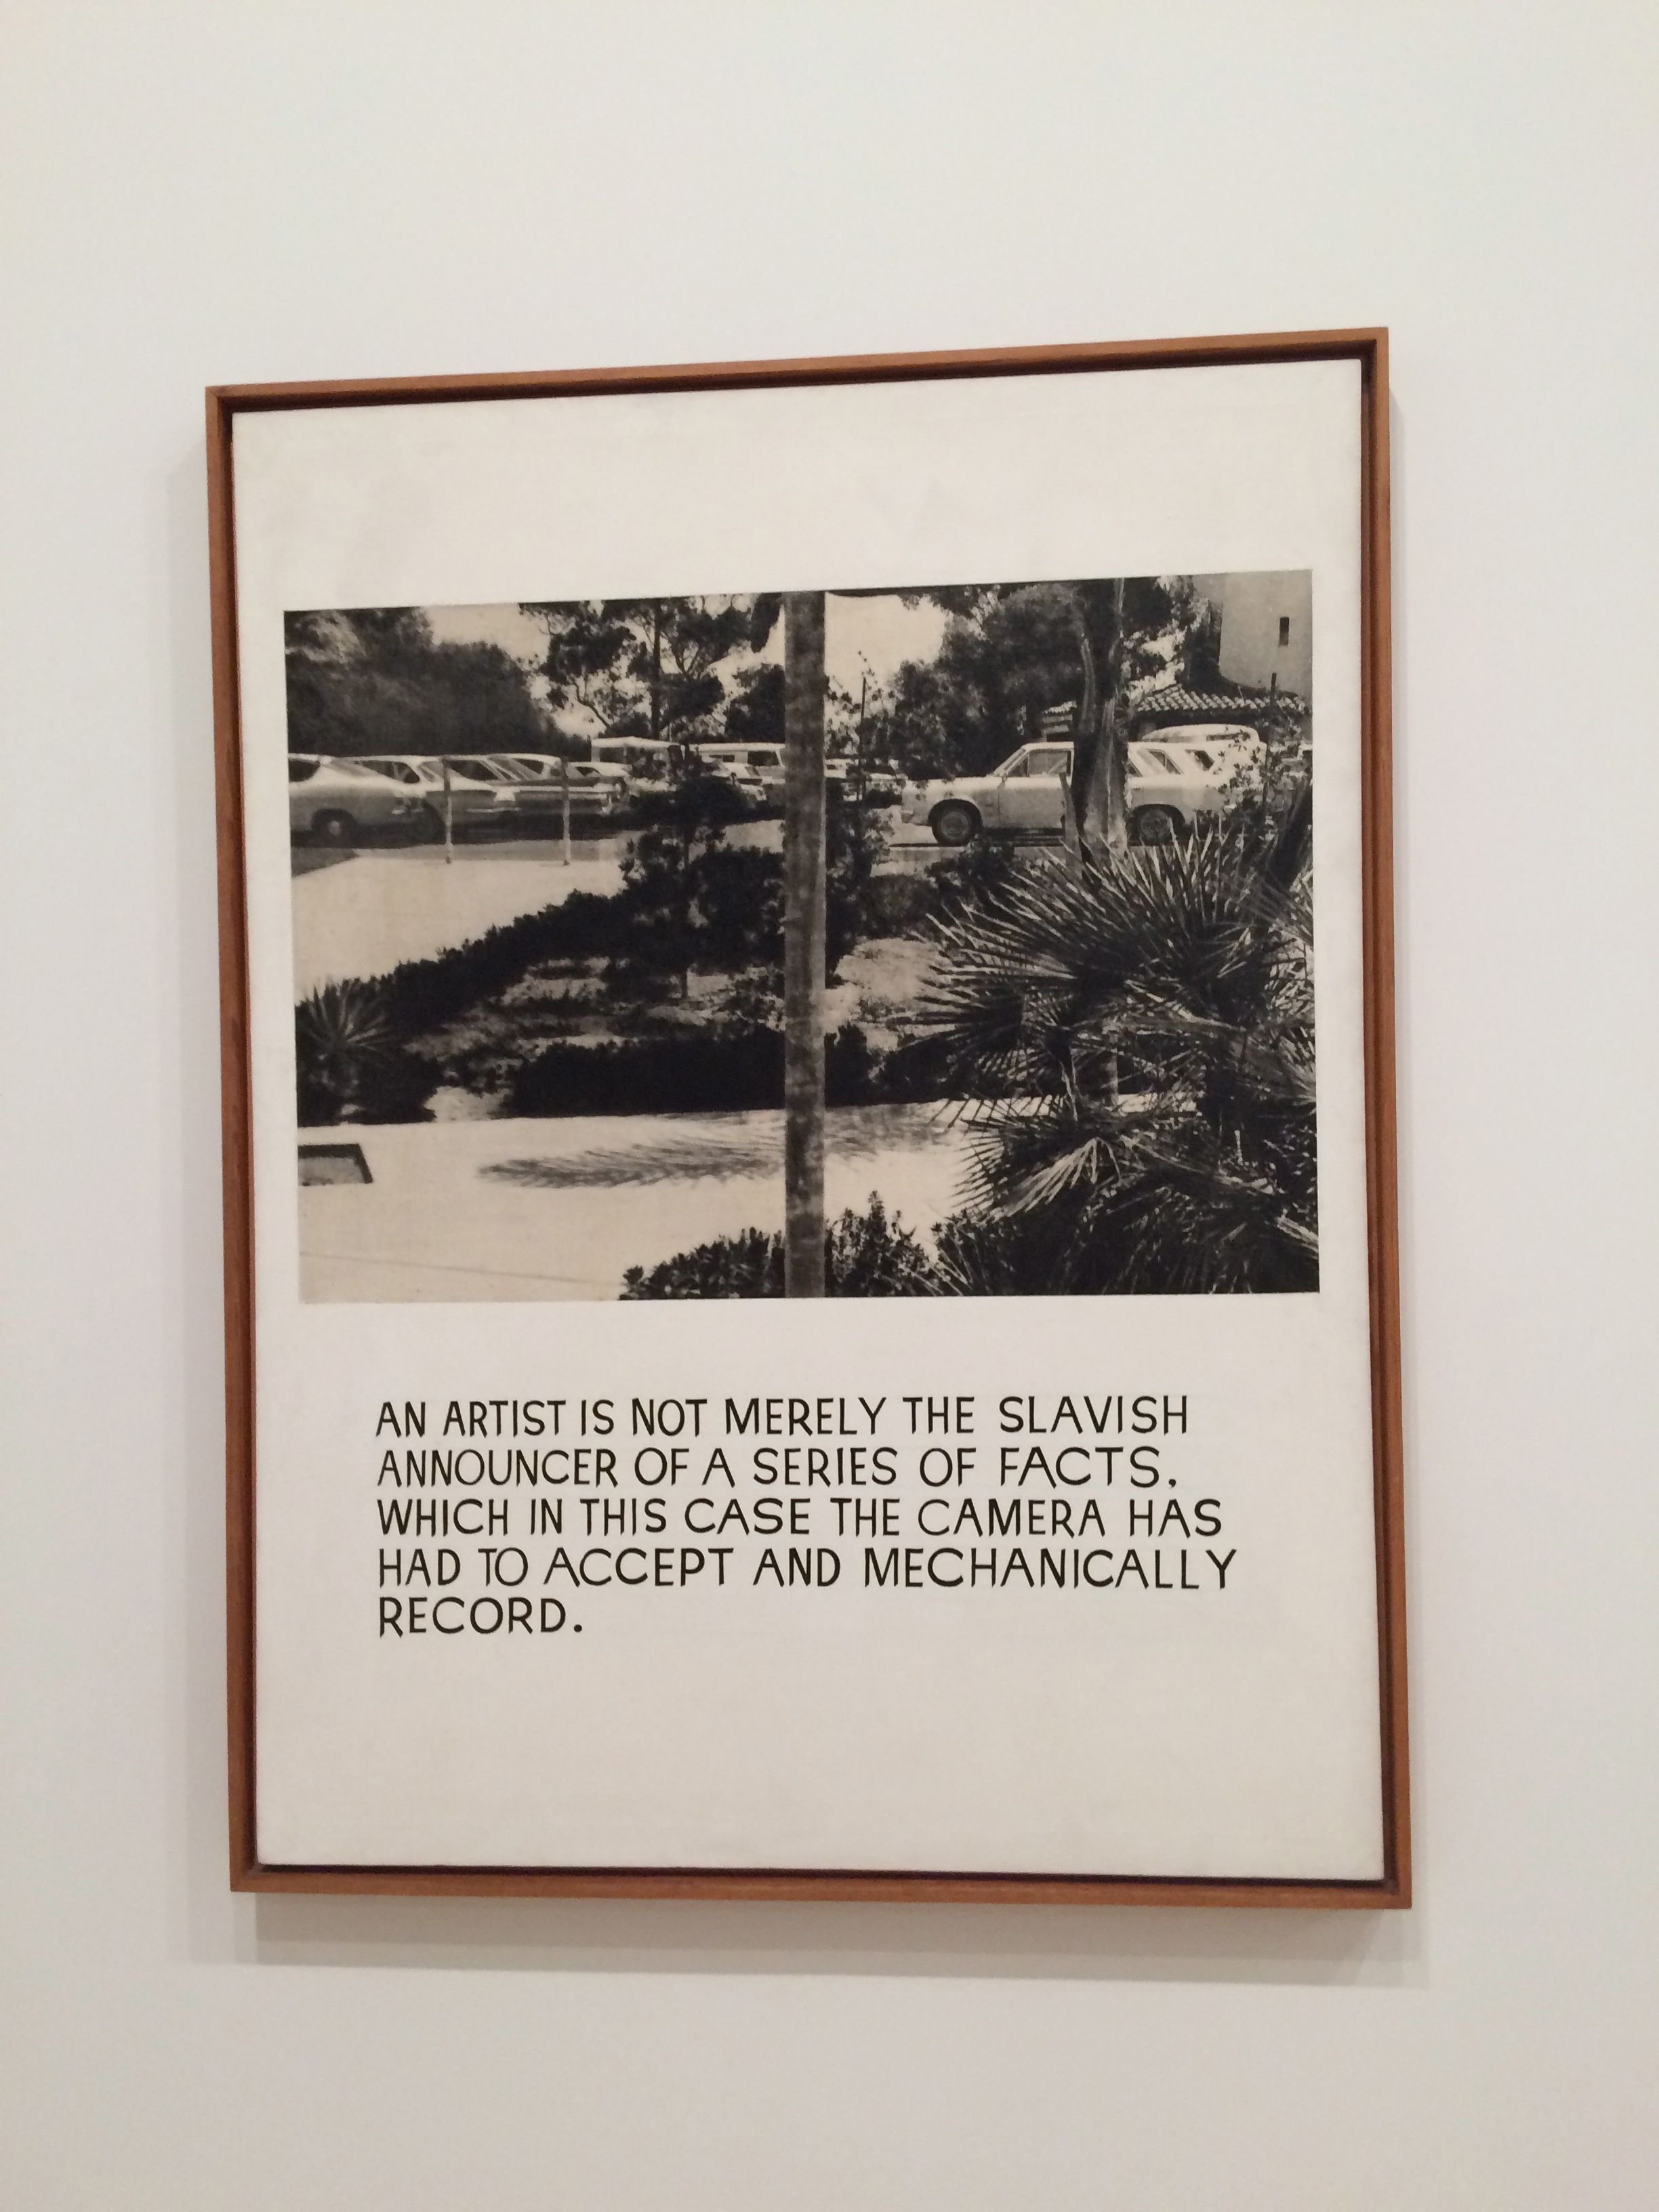 AN ARTIST IS NOT MERELY THE SLAVISH
ANNOUNCER OF A SERIES OF FACTS,
WHICH IN THIS CASE THE CAMERA HAS
HAD TO ACCEPT AND MECHANICALLY
RECORD.